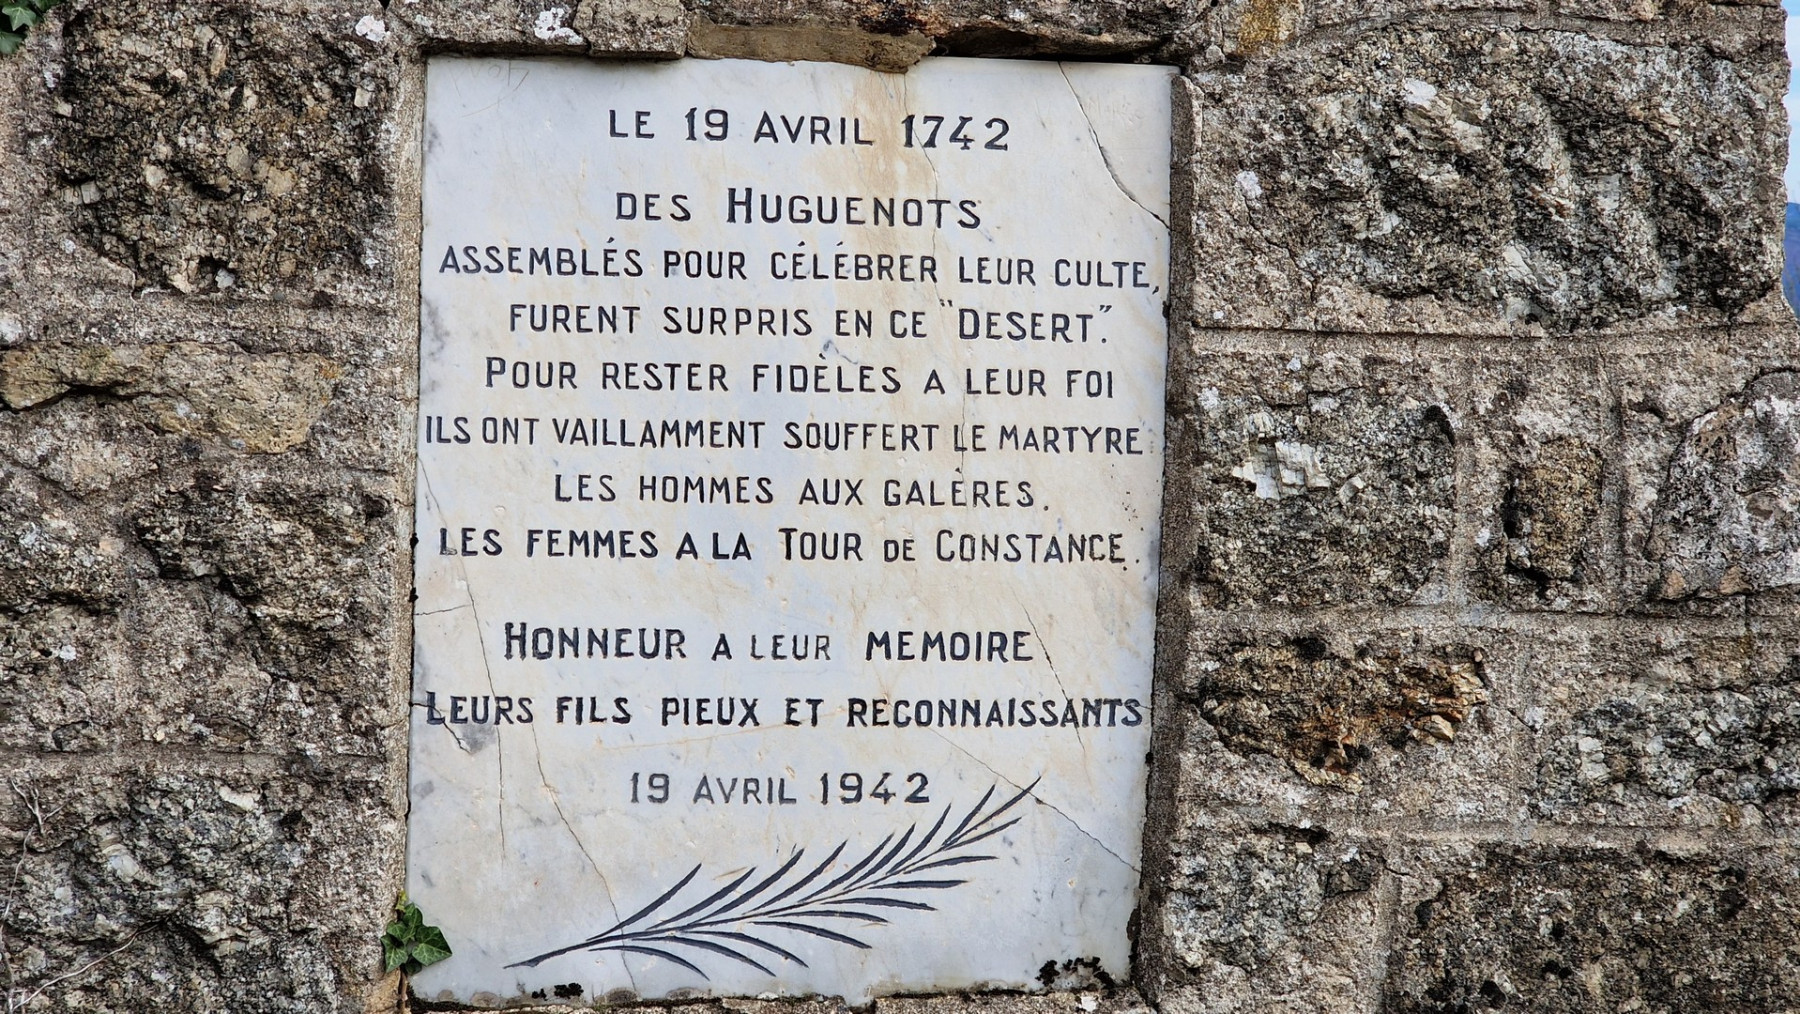 LE 19 AVRIL 1742
DES HUGUENOTS
ASSEMBLÉS POUR CÉLÉBRER LEUR CULTE,
FURENT SURPRIS EN CE "DESERT".
POUR RESTER FIDÈLES A LEUR FOI
ILS ONT VAILLAMMENT SOUFFERT LE MARTYRE
LES HOMMES AUX GALÈRES.
LES FEMMES A LA TOUR DE CONSTANCE.
HONNEUR A LEUR MEMOIRE
LEURS FILS PIEUX ET RECONNAISSANTS
19 AVRIL 1942